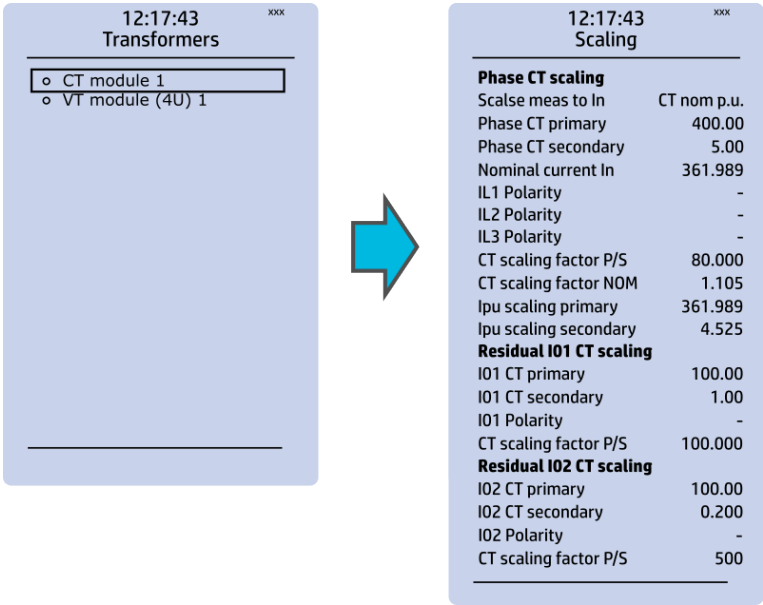 12:17:43 xxx
Transformers
CT module 1
VT module (4U) 1
12:17:43 xxx
Scaling
Phase CT scaling
Scalse meas to In CT nom p.u.
Phase CT primary 400.00
Phase CT secondary 5.00
Nominal current In 361.989
IL1 Polarity -
IL2 Polarity -
IL3 Polarity -
CT scaling factor P/S 80.000
CT scaling factor NOM 1.105
Ipu scaling primary 361.989
Ipu scaling secondary 4.525
Residual I01 CT scaling
I01 CT primary 100.00
I01 CT secondary 1.00
I01 Polarity -
CT scaling factor P/S 100.000
Residual I02 CT scaling
I02 CT primary 100.00
I02 CT secondary 0.200
I02 Polarity -
CT scaling factor P/S 500